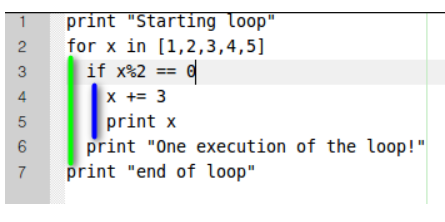 1 print "Starting loop"
2 for x in [1,2,3,4,5]
3 if x%2 == 0
4 x += 3
5 print x
6 print "One execution of the loop!"
7 print "end of loop"